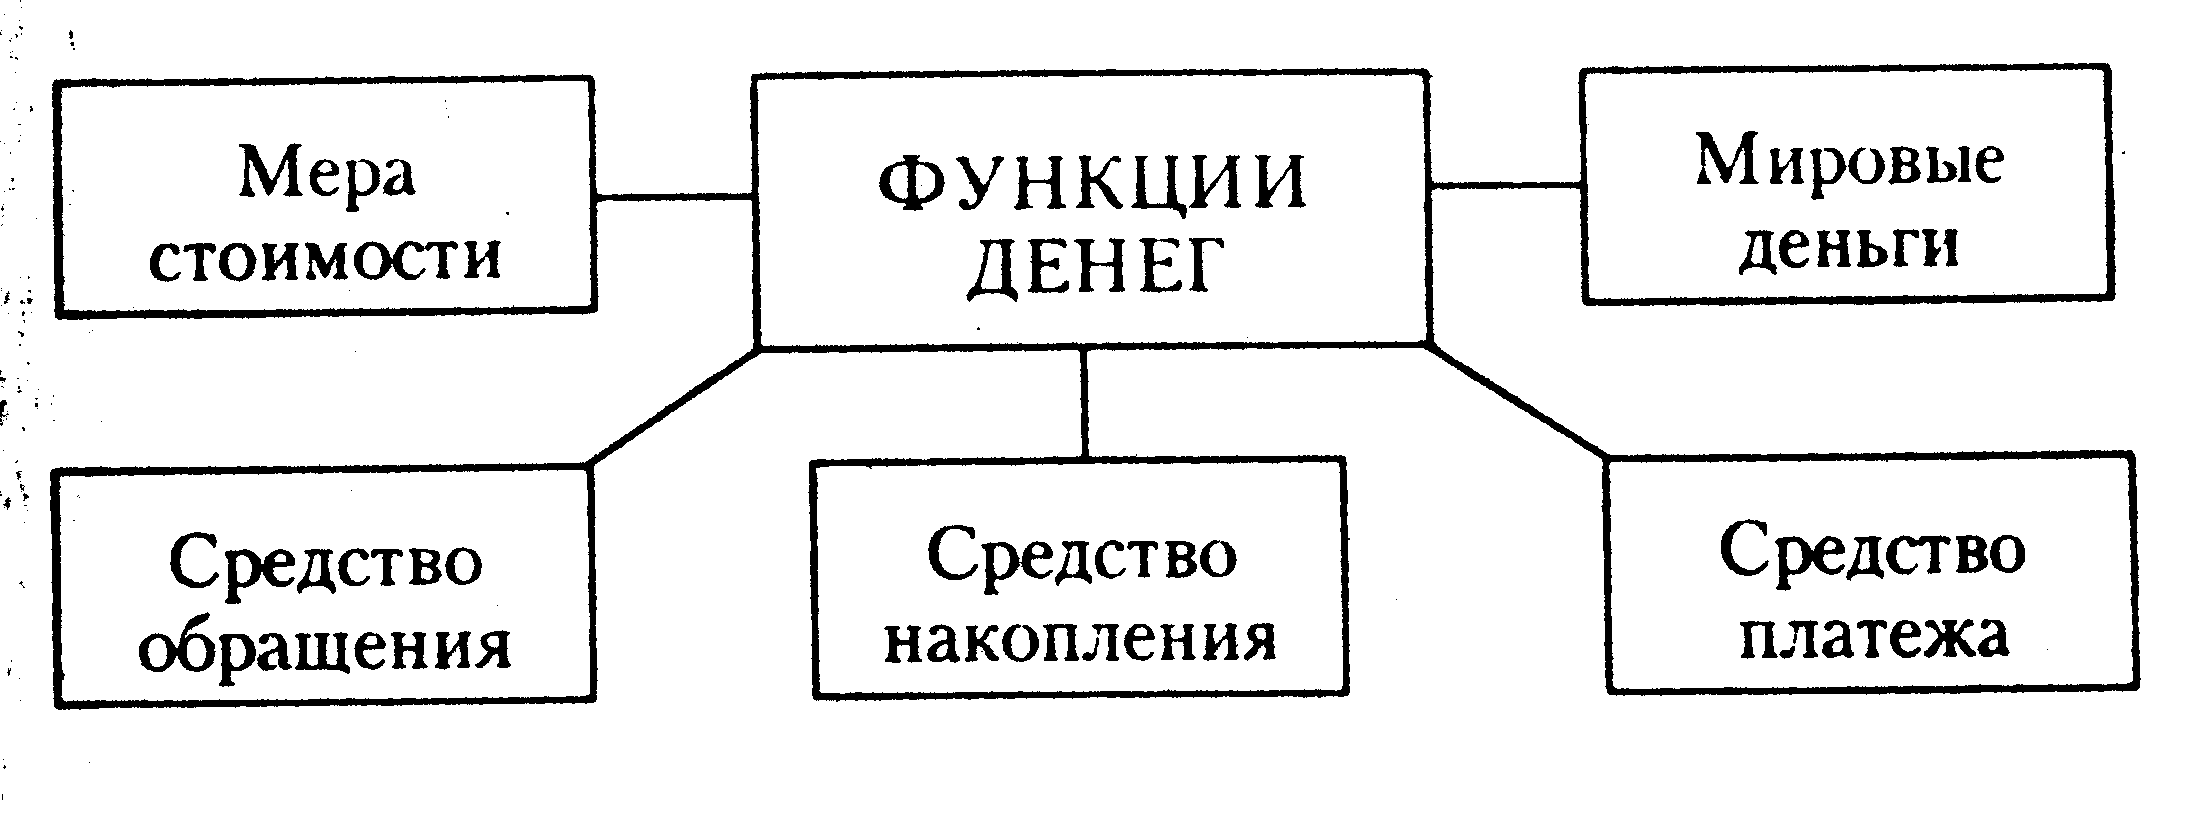 Мера
стоимости
ФУНКЦИИ
ДЕНЕГ
Мировые
деньги
Средство
обращения
Средство
накопления
Средство
платежа